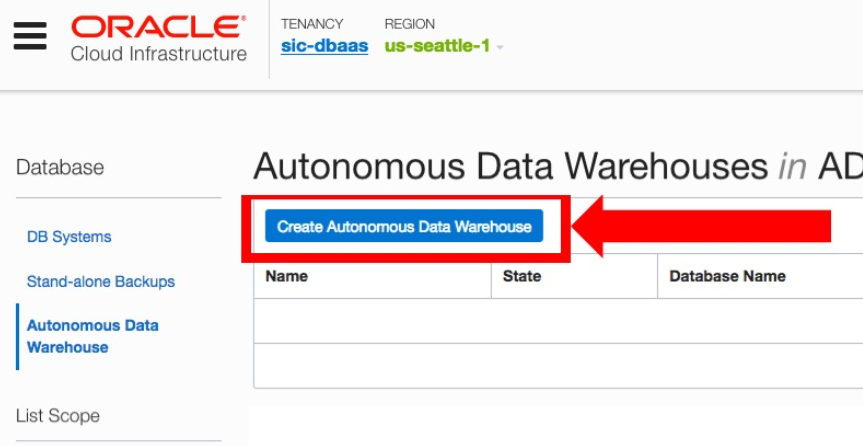 ORACLE®
Cloud Infrastructure
TENANCY
sic-dbaas
REGION
us-seattle-1
Database
DB Systems
Stand-alone Backups
Autonomous Data
Warehouse
List Scope
Autonomous Data Warehouses in AD
Create Autonomous Data Warehouse
Name State Database Name